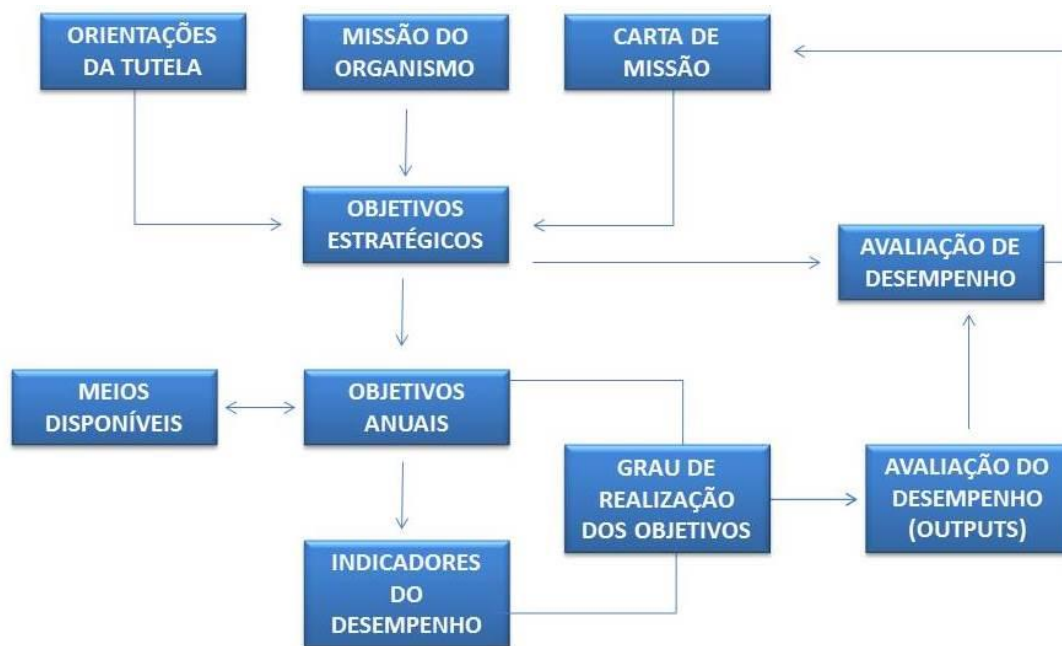 ORIENTAÇÕES
DA TUTELA
MISSÃO DO
ORGANISMO
CARTA DE
MISSÃO
OBJETIVOS
ESTRATÉGICOS
AVALIAÇÃO DE
DESEMPENHO
MEIOS
DISPONÍVEIS
OBJETIVOS
ANUAIS
GRAU DE
REALIZAÇÃO
DOS OBJETIVOS
AVALIAÇÃO DO
DESEMPENHO
(OUTPUTS)
INDICADORES
DO
DESEMPENHO